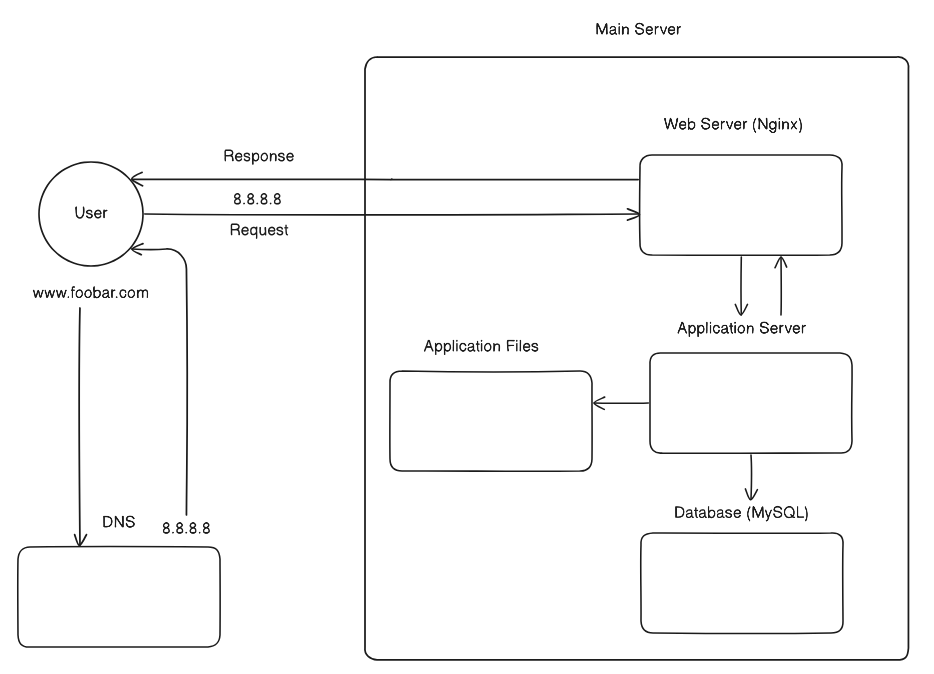 Main Server
Web Server (Nginx)
Response
8.8.8.8
Request
User
www.foobar.com
Application Server
Application Files
Database (MySQL)
DNS
8.8.8.8